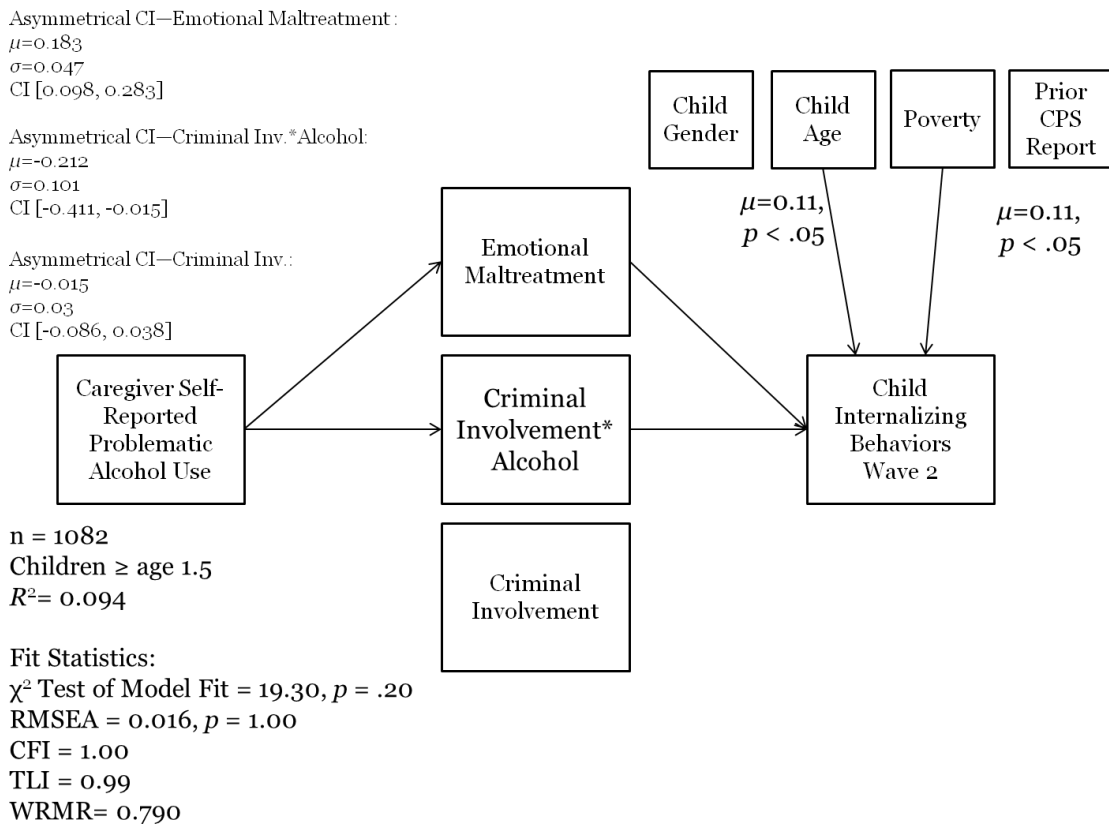 Asymmetrical CI—Emotional Maltreatment:
μ=0.183
σ=0.047
CI [0.098, 0.283]
Asymmetrical CI—Criminal Inv.*Alcohol:
μ=-0.212
σ=0.101
CI [-0.411, -0.015]
Asymmetrical CI—Criminal Inv.:
μ=-0.015
σ=0.03
CI [-0.086, 0.038]
Child
Gender
Child
Age
Poverty
Prior
CPS
Report
μ=0.11,
p < .05
μ=0.11,
p < .05
Emotional
Maltreatment
Caregiver Self-
Reported
Problematic
Alcohol Use
Criminal
Involvement*
Alcohol
Child
Internalizing
Behaviors
Wave 2
Criminal
Involvement
n = 1082
Children ≥ age 1.5
R²= 0.094
Fit Statistics:
χ² Test of Model Fit = 19.30, p = .20
RMSEA = 0.016, p = 1.00
CFI = 1.00
TLI = 0.99
WRMR= 0.790